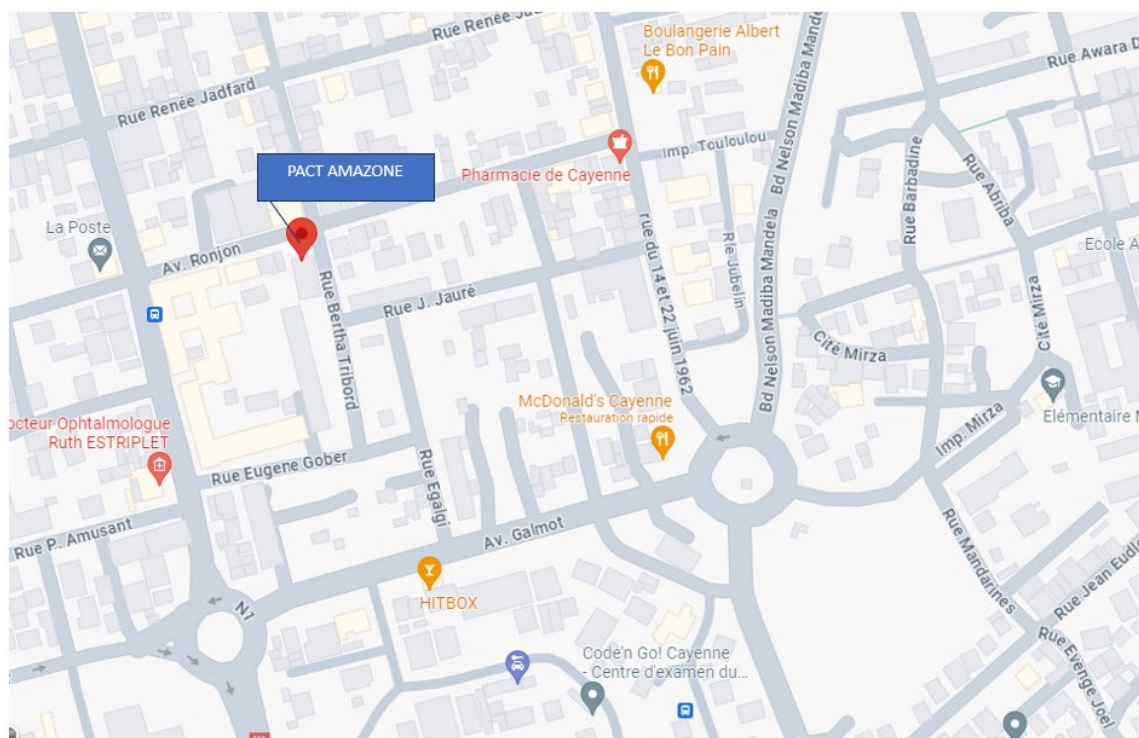 Rue Renée Jad
Boulangerie Albert
Le Bon Pain
Rue Awara D
Bd Nelson Madiba Mandela
Bd Nelson Madiba Mande
Rue Renée Jadfard
Imp. Touloulou
PACT AMAZONE
Pharmacie de Cayenne
Rue Barbadine
Rue Abriba
La Poste
Av. Ronjon
Rue Bertha Tribord
Rue J. Jauré
rue du 14 et 22 juin 1962
Rle Jubelin
Ecole A
Cité Mirza
Cité Mirza
McDonald's Cayenne
Restauration rapide
octeur Ophtalmologue
Ruth ESTRIPLET
Elémentaire M
Imp. Mirza
Rue Eugene Gober
Rue Egalgi
Av. Galmot
Rue P. Amusant
Rue Mandarines
Rue Jean Eudle
HITBOX
N1
Rue Evenge Joel
Code'n Go! Cayenne
- Centre d'examen du...